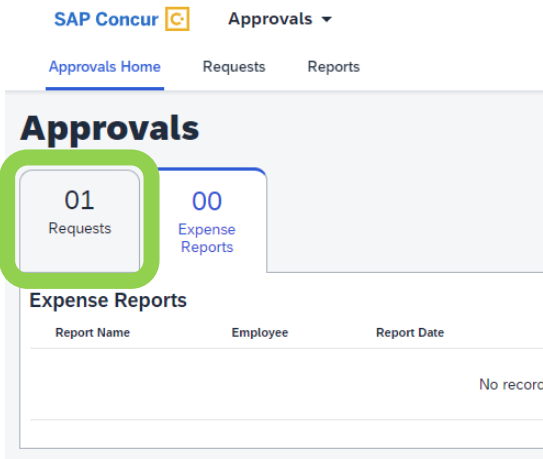 SAP Concur C Approvals
Approvals Home Requests Reports
Approvals
01
Requests
00
Expense
Reports
Expense Reports
Report Name Employee Report Date
No record